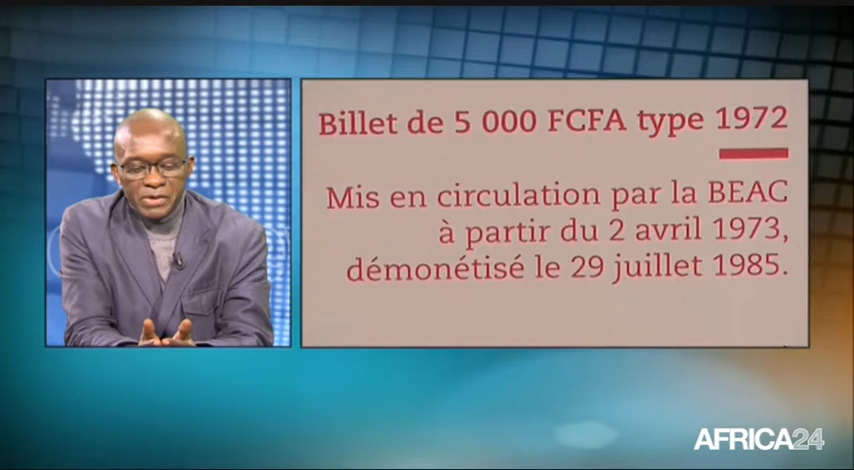 Billet de 5 000 FCFA type 1972
Mis en circulation par la BEAC
à partir du 2 avril 1973,
démonétisé le 29 juillet 1985.
AFRICA24